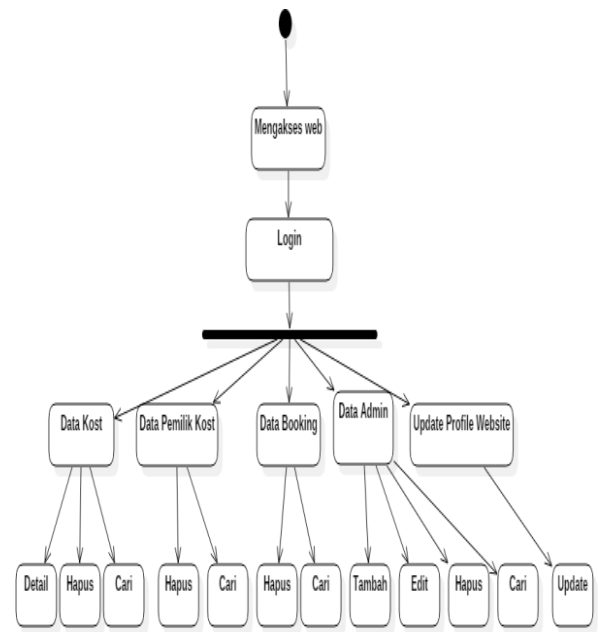 Mengakses web
Login
Data Kost
Data Pemilik Kost
Data Booking
Data Admin
Update Profile Website
Detail
Hapus
Cari
Hapus
Cari
Hapus
Cari
Tambah
Edit
Hapus
Cari
Update